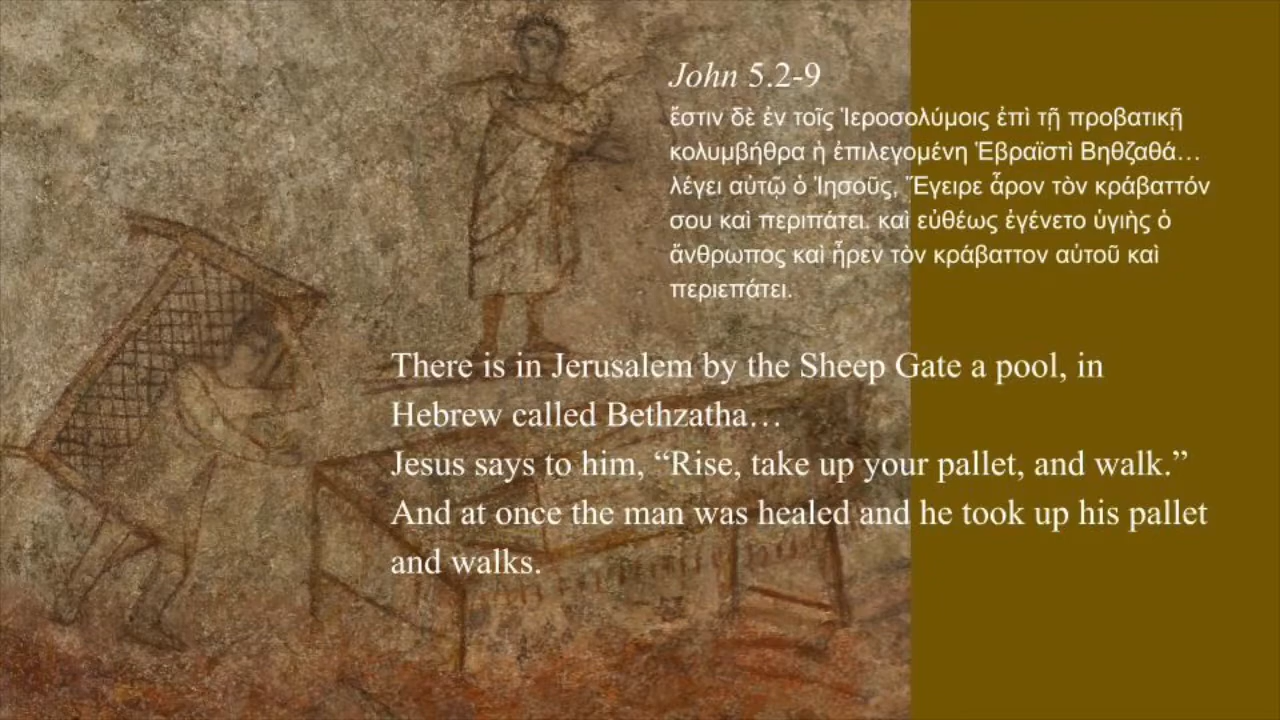 John 5.2-9
ἔστιν δὲ ἐν τοῖς Ἱεροσολύμοις ἐπὶ τῇ προβατικῇ
κολυμβήθρα ἡ ἐπιλεγομένη Ἑβραϊστὶ Βηθζαθά…
λέγει αὐτῷ ὁ Ἰησοῦς, Ἔγειρε ἆρον τὸν κράβαττόν
σου καὶ περιπάτει. καὶ εὐθέως ἐγένετο ὑγιὴς ὁ
ἄνθρωπος καὶ ἦρεν τὸν κράβαττον αὐτοῦ καὶ
περιεπάτει.
There is in Jerusalem by the Sheep Gate a pool, in
Hebrew called Bethzatha…
Jesus says to him, “Rise, take up your pallet, and walk.”
And at once the man was healed and he took up his pallet
and walks.